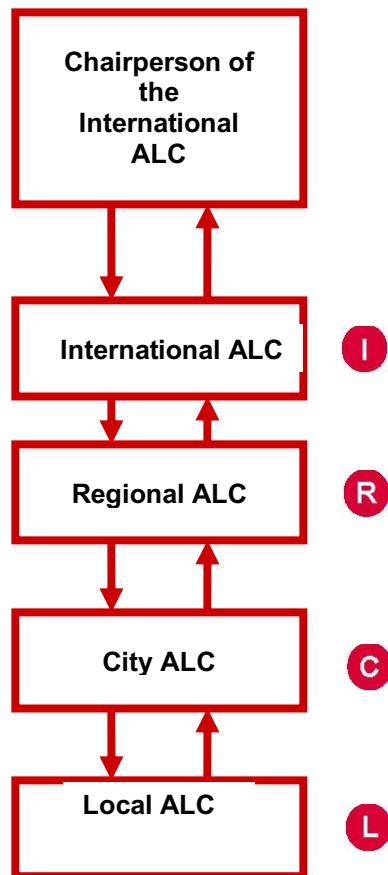 Chairperson of
the
International
ALC
International ALC
I
Regional ALC
R
City ALC
C
Local ALC
L